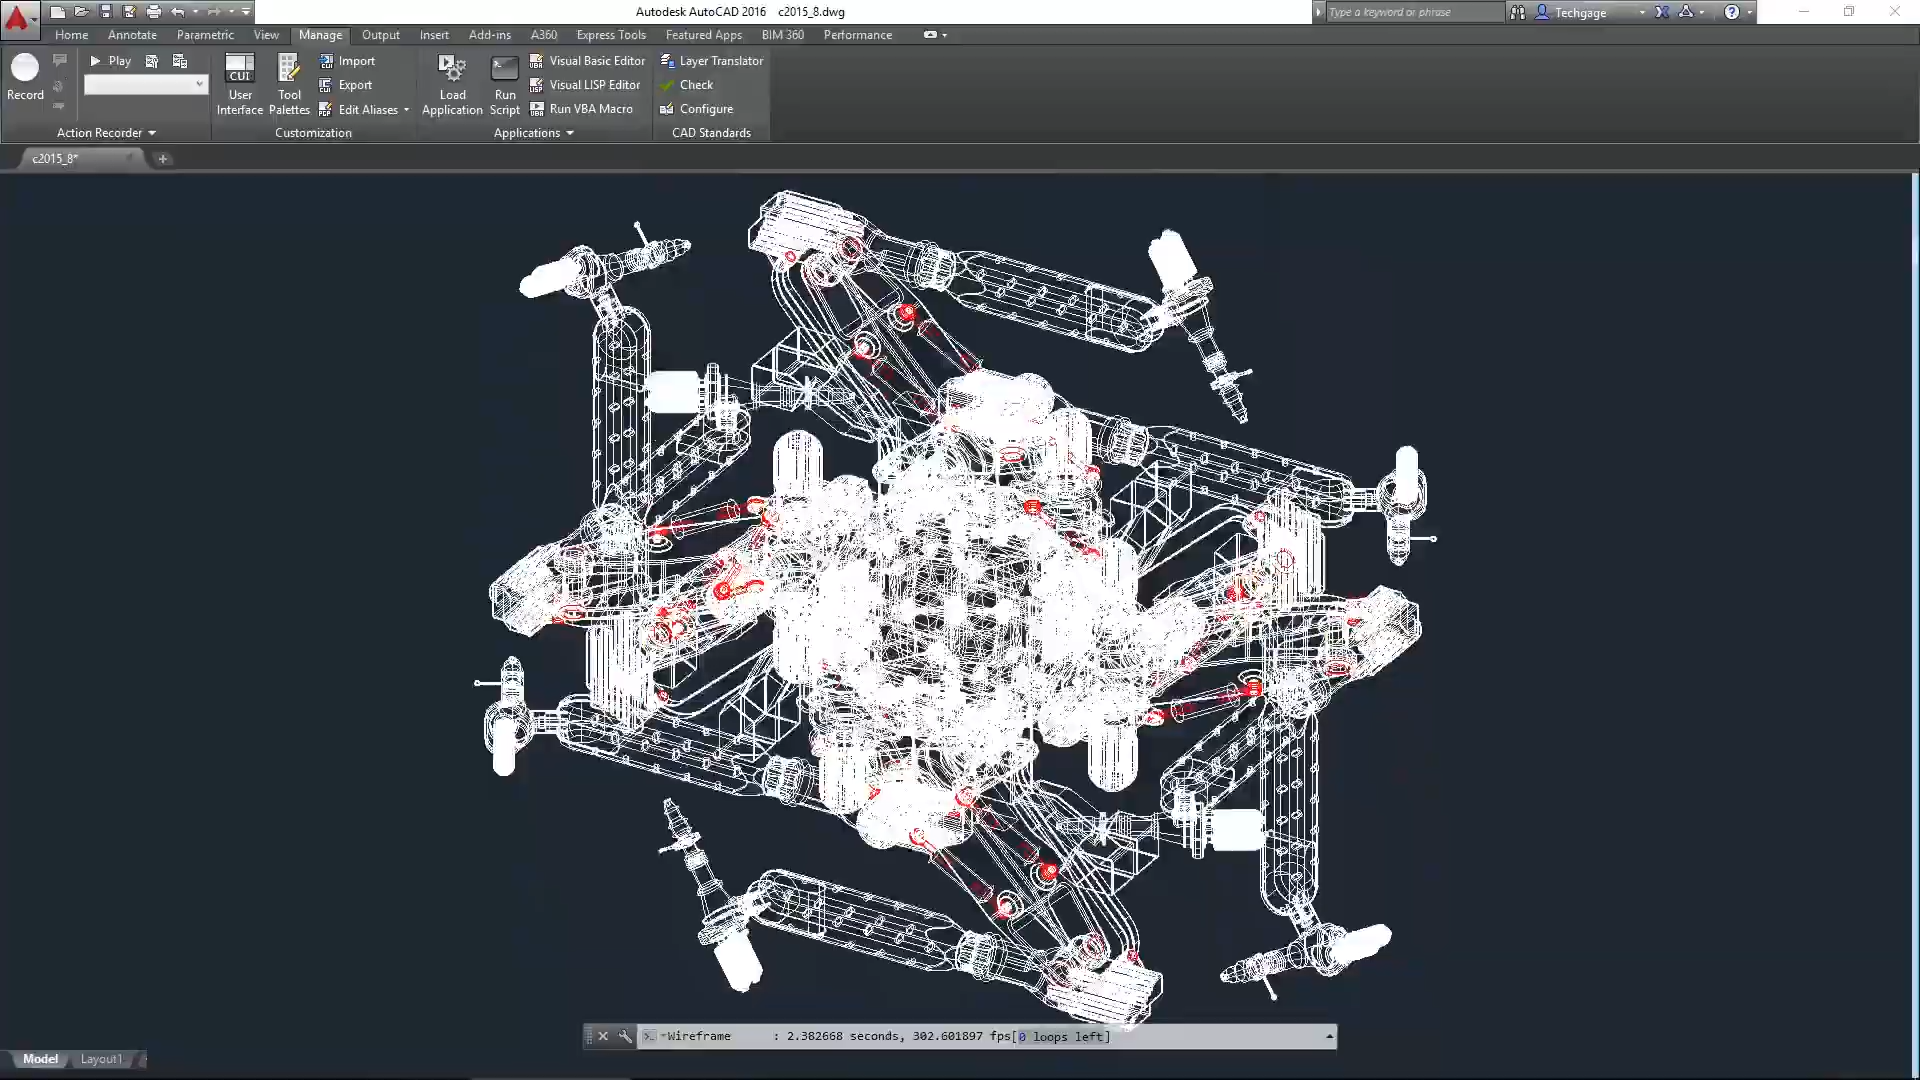 Autodesk AutoCAD 2016 c2015_8.dwg
Type a keyword or phrase
Techgage
Home Annotate Parametric View Manage Output Insert Add-ins A360 Express Tools Featured Apps BIM 360 Performance
Record
Play
Action Recorder
CUI
User Interface
Tool Palettes
Import
Export
Edit Aliases
Customization
Load Application
Run Script
Visual Basic Editor
Visual LISP Editor
Run VBA Macro
Applications
Layer Translator
Check
Configure
CAD Standards
c2015_8*
Wireframe : 2.382668 seconds, 302.601897 fps[0 loops left]
Model Layout1